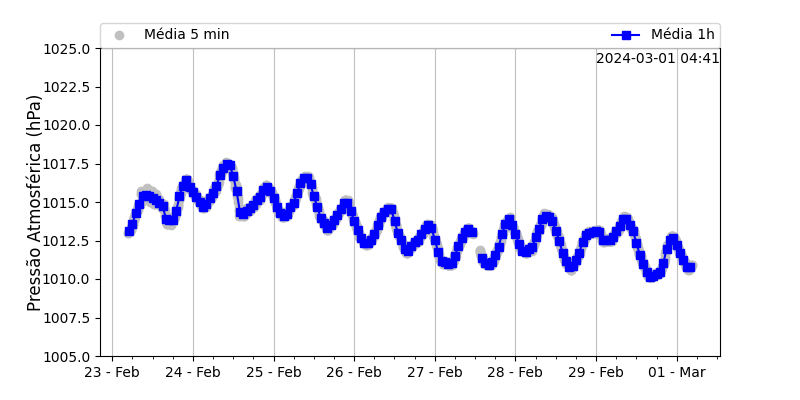 Média 5 min
Média 1h
2024-03-01 04:41
Pressão Atmosférica (hPa)
1025.0
1022.5
1020.0
1017.5
1015.0
1012.5
1010.0
1007.5
1005.0
23 - Feb
24 - Feb
25 - Feb
26 - Feb
27 - Feb
28 - Feb
29 - Feb
01 - Mar